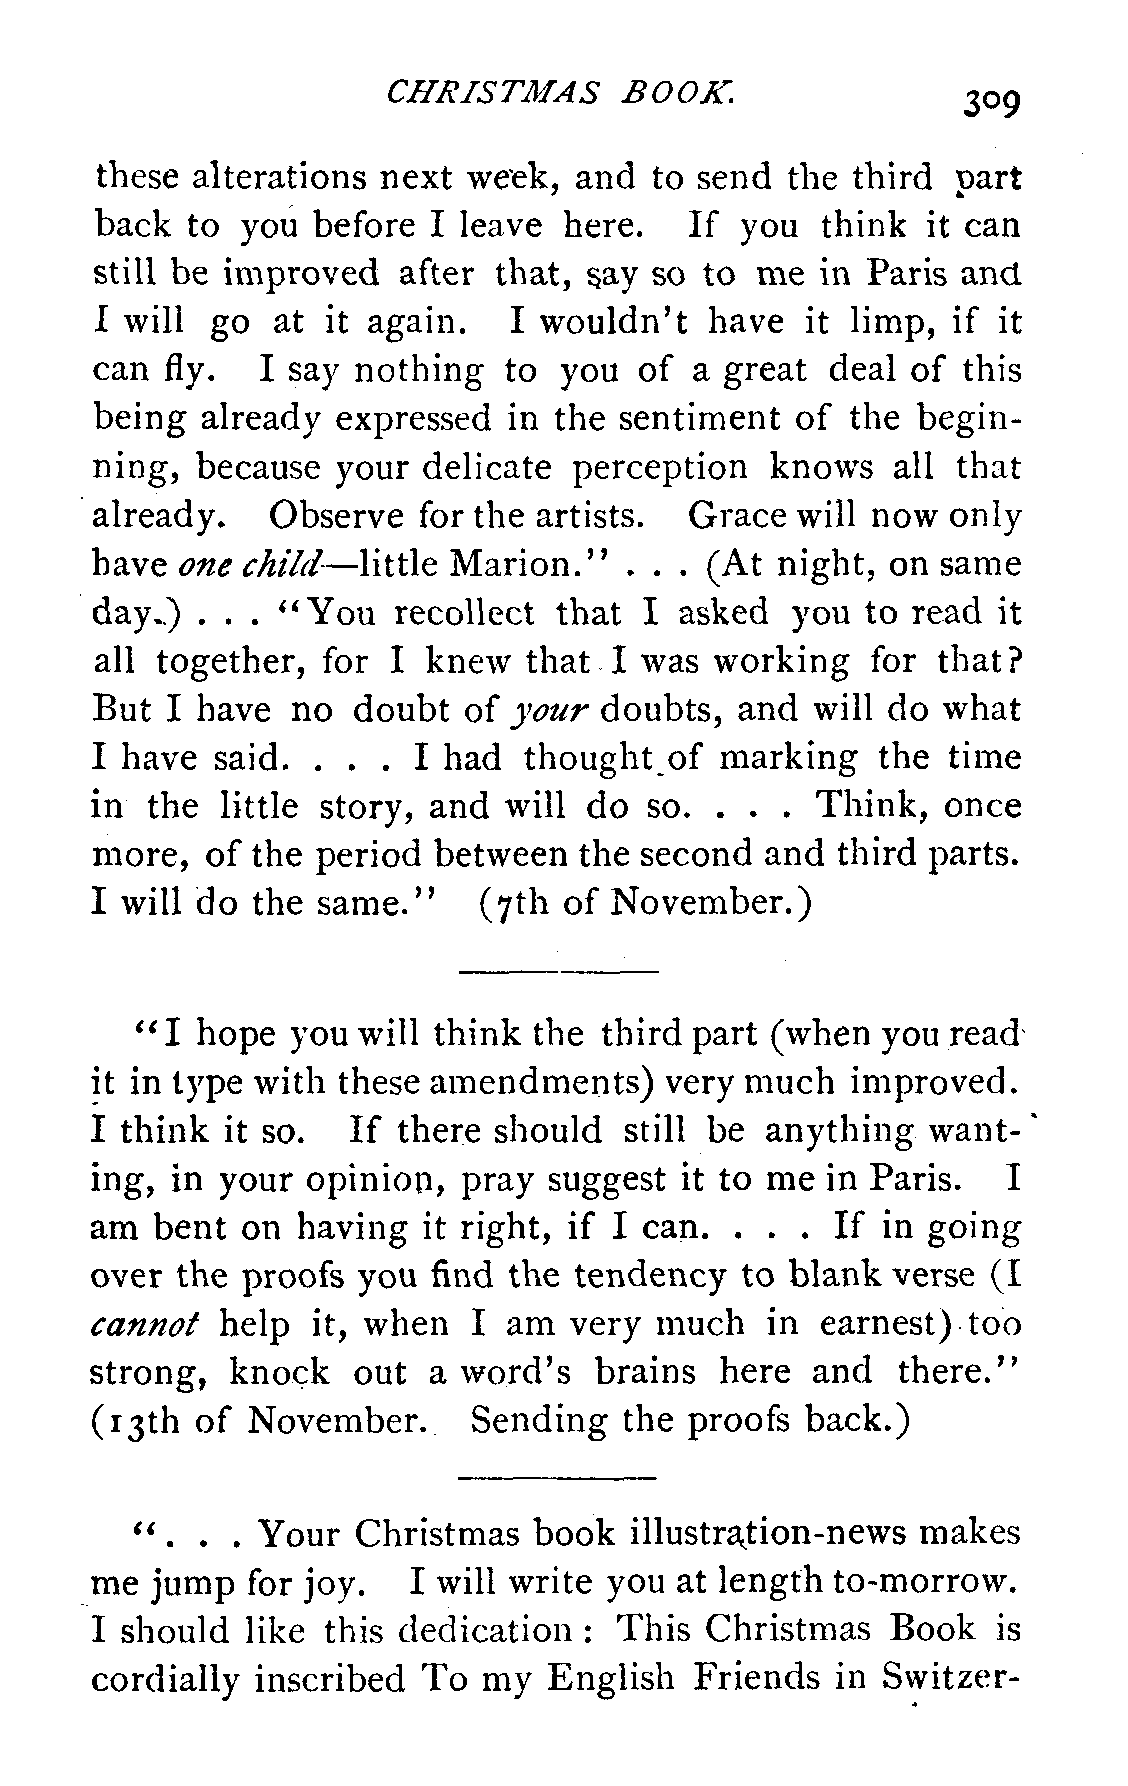 CHRISTMAS BOOK.
309
these alterations next week, and to send the third part
back to you before I leave here. If you think it can
still be improved after that, say so to me in Paris and
I will go at it again. I wouldn't have it limp, if it
can fly. I say nothing to you of a great deal of this
being already expressed in the sentiment of the begin-
ning, because your delicate perception knows all that
already. Observe for the artists. Grace will now only
have one child—little Marion." . . . (At night, on same
day.) . . . "You recollect that I asked you to read it
all together, for I knew that I was working for that?
But I have no doubt of your doubts, and will do what
I have said. . . . I had thought of marking the time
in the little story, and will do so. . . . Think, once
more, of the period between the second and third parts.
I will do the same." (7th of November.)
"I hope you will think the third part (when you read
it in type with these amendments) very much improved.
I think it so. If there should still be anything want-
ing, in your opinion, pray suggest it to me in Paris. I
am bent on having it right, if I can. . . . If in going
over the proofs you find the tendency to blank verse (I
cannot help it, when I am very much in earnest) too
strong, knock out a word's brains here and there."
(13th of November. Sending the proofs back.)
". . . Your Christmas book illustration-news makes
me jump for joy. I will write you at length to-morrow.
I should like this dedication : This Christmas Book is
cordially inscribed To my English Friends in Switzer-